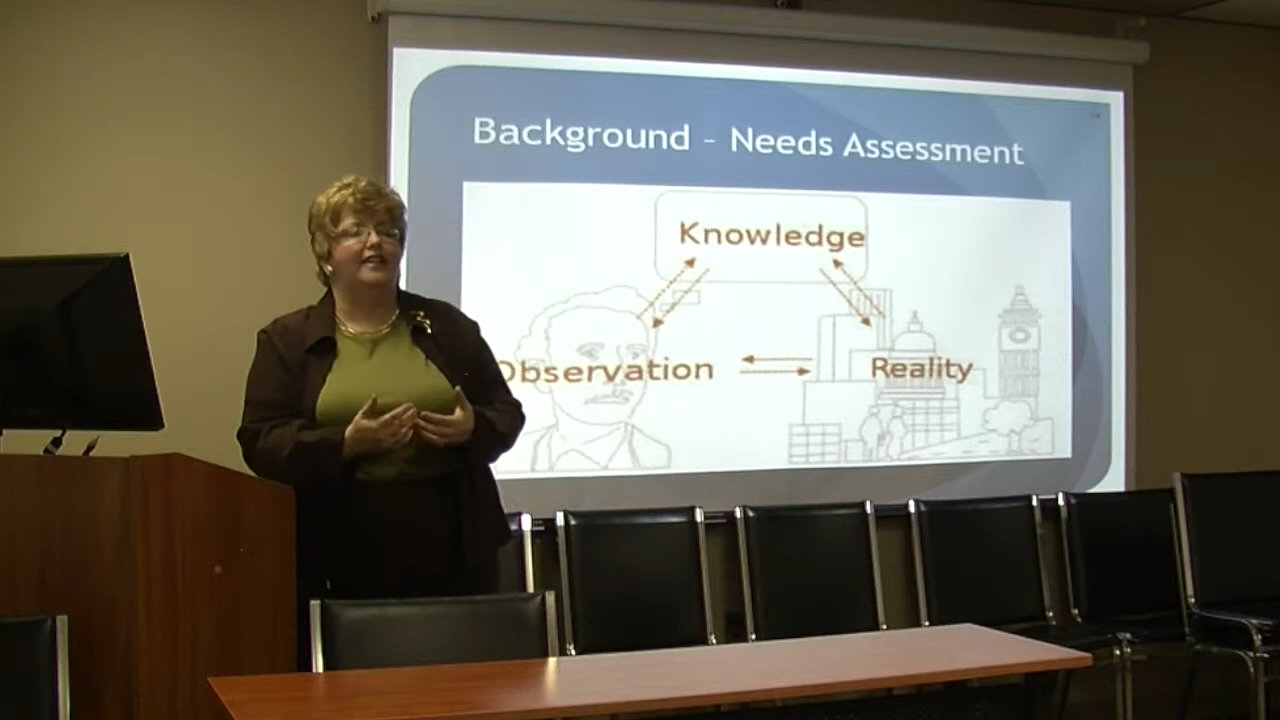 Background - Needs Assessment
Knowledge
Observation
Reality